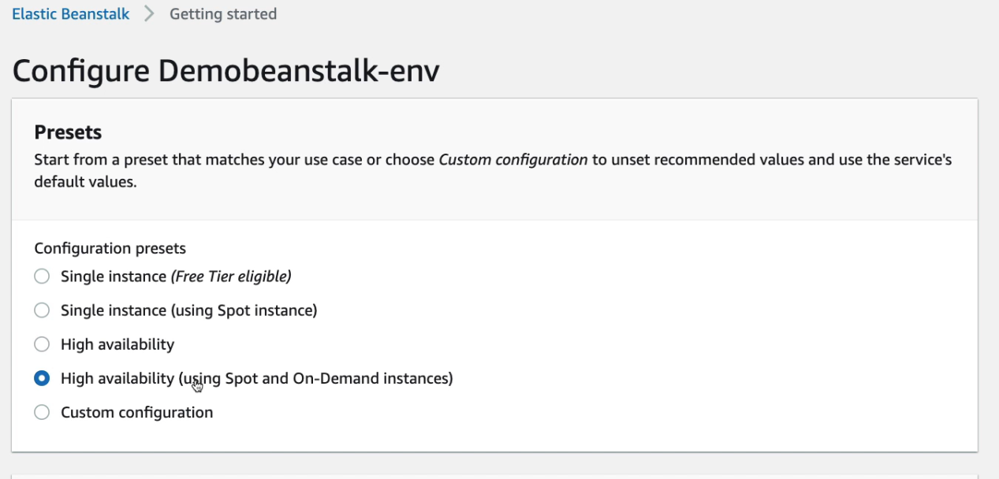 Elastic Beanstalk > Getting started
Configure Demobeanstalk-env
Presets
Start from a preset that matches your use case or choose Custom configuration to unset recommended values and use the service's
default values.
Configuration presets
Single instance (Free Tier eligible)
Single instance (using Spot instance)
High availability
High availability (using Spot and On-Demand instances)
Custom configuration